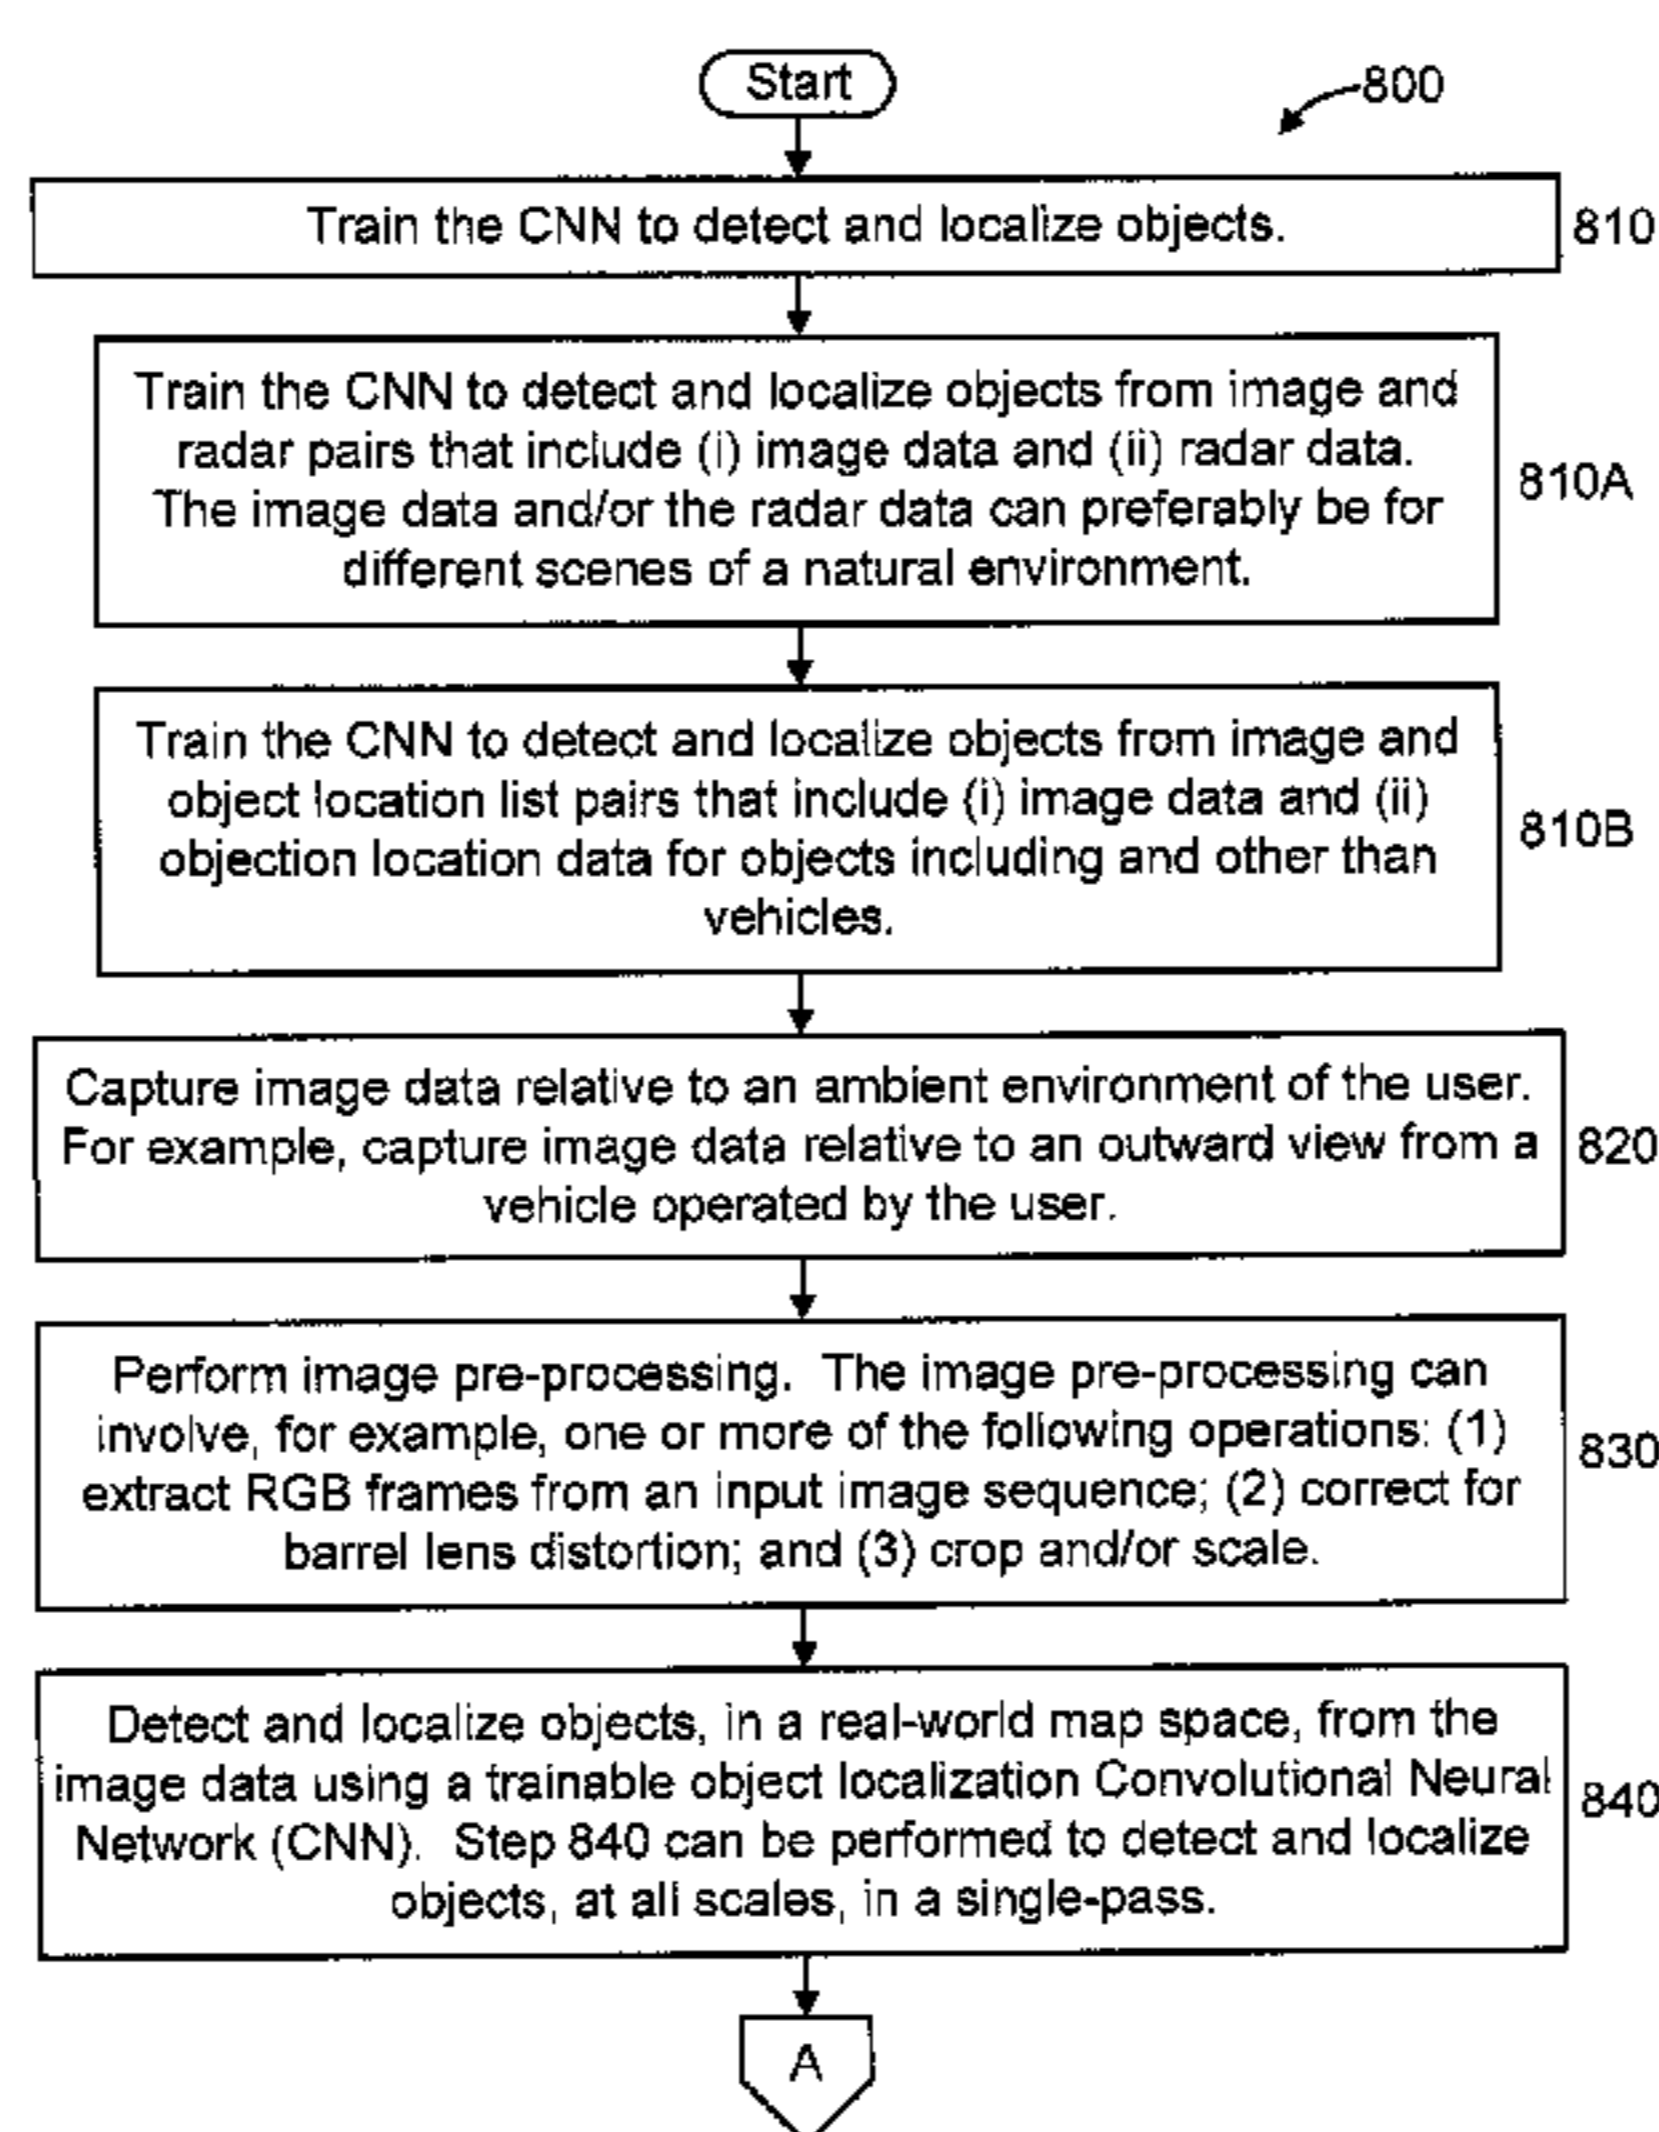 Start
800
Train the CNN to detect and localize objects.
810
Train the CNN to detect and localize objects from image and
radar pairs that include (i) image data and (ii) radar data.
The image data and/or the radar data can preferably be for
different scenes of a natural environment.
810A
Train the CNN to detect and localize objects from image and
object location list pairs that include (i) image data and (ii)
objection location data for objects including and other than
vehicles.
810B
Capture image data relative to an ambient environment of the user.
For example, capture image data relative to an outward view from a
vehicle operated by the user.
820
Perform image pre-processing. The image pre-processing can
involve, for example, one or more of the following operations: (1)
extract RGB frames from an input image sequence; (2) correct for
barrel lens distortion; and (3) crop and/or scale.
830
Detect and localize objects, in a real-world map space, from the
image data using a trainable object localization Convolutional Neural
Network (CNN). Step 840 can be performed to detect and localize
objects, at all scales, in a single-pass.
840
A